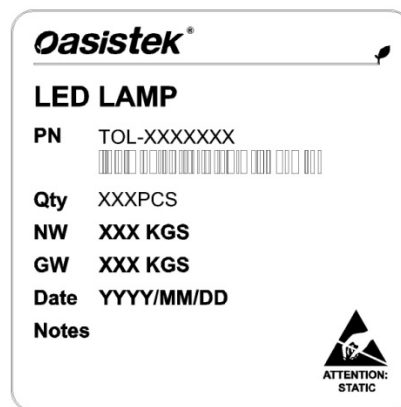 Oasistek®
LED LAMP
PN TOL-XXXXXXX
Qty XXXPCS
NW XXX KGS
GW XXX KGS
Date YYYY/MM/DD
Notes
ATTENTION:
STATIC